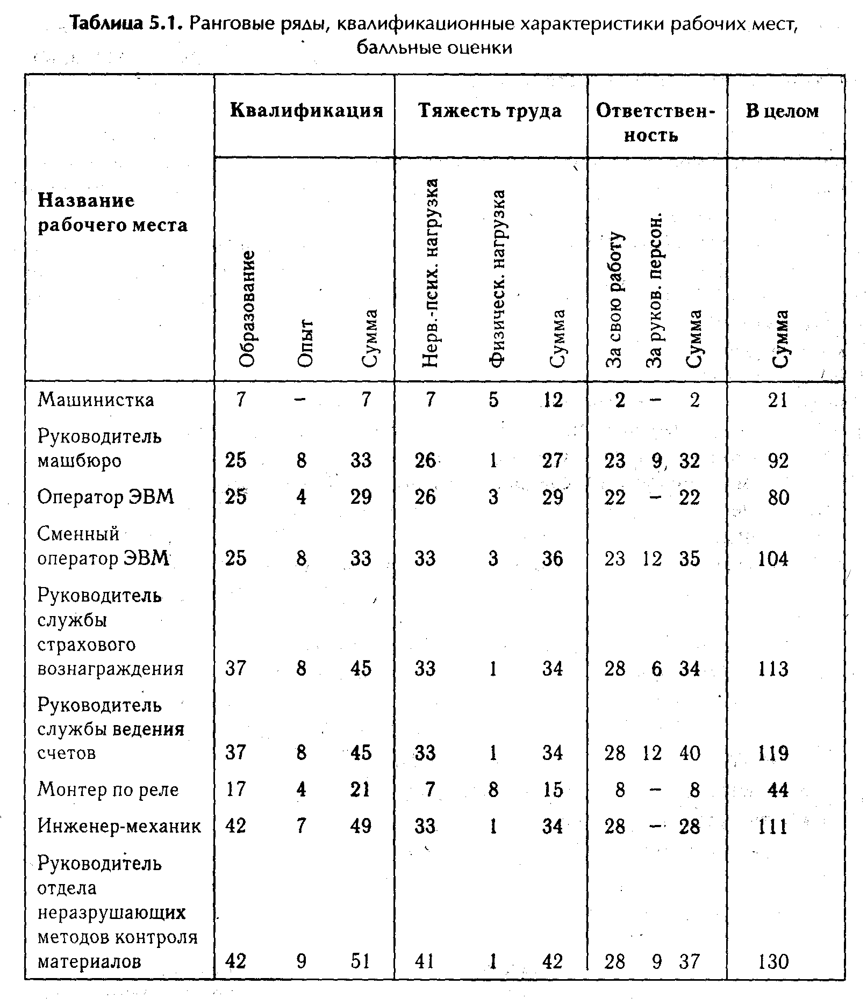 Таблица 5.1. Ранговые ряды, квалификационные характеристики рабочих мест,
балльные оценки
Название
рабочего места
Квалификация
Тяжесть труда
Ответствен-
ность
В целом
Образование
Опыт
Сумма
Нерв.-псих. нагрузка
Физическ. нагрузка
Сумма
За свою работу
За руков. персон.
Сумма
Сумма
Машинистка 7 – 7 7 5 12 2 – 2 21
Руководитель
машбюро 25 8 33 26 1 27 23 9 32 92
Оператор ЭВМ 25 4 29 26 3 29 22 – 22 80
Сменный
оператор ЭВМ 25 8 33 33 3 36 23 12 35 104
Руководитель
службы
страхового
вознаграждения 37 8 45 33 1 34 28 6 34 113
Руководитель
службы ведения
счетов 37 8 45 33 1 34 28 12 40 119
Монтер по реле 17 4 21 7 8 15 8 – 8 44
Инженер-механик 42 7 49 33 1 34 28 – 28 111
Руководитель
отдела
неразрушающих
методов контроля
материалов 42 9 51 41 1 42 28 9 37 130